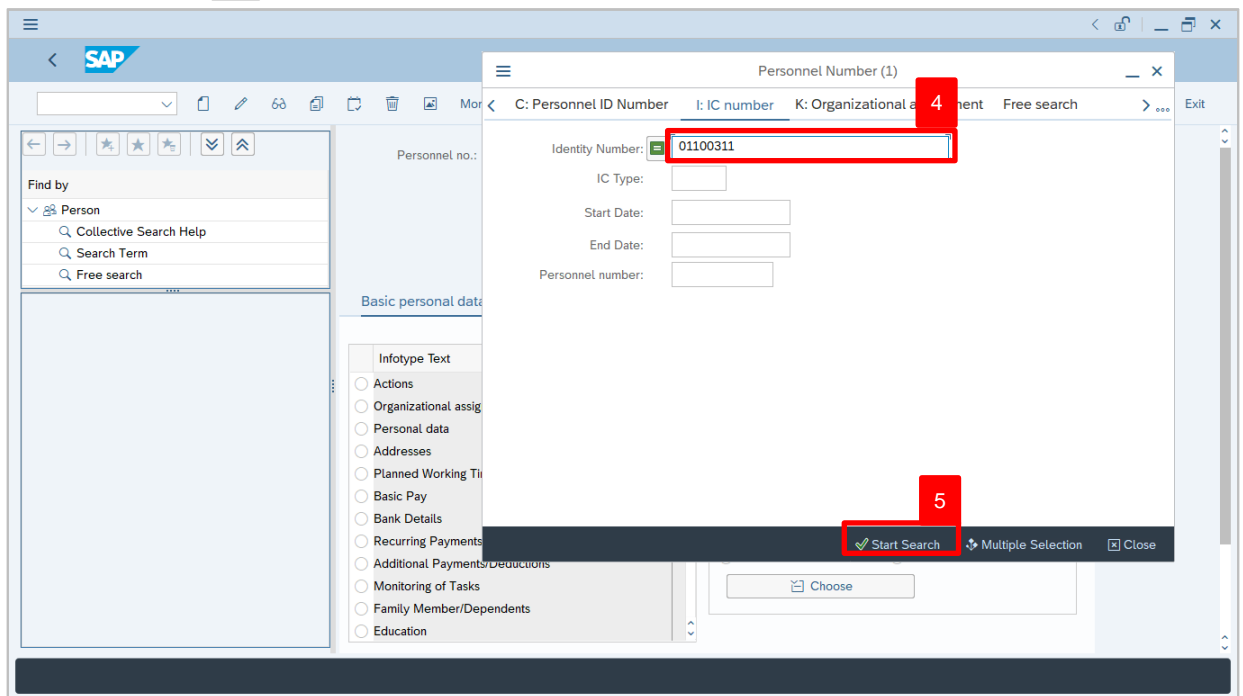 SAP
Personnel Number (1)
Mor
C: Personnel ID Number
I: IC number
K: Organizational a
4
ent
Free search
Exit
Personnel no.:
Identity Number:
01100311
IC Type:
Start Date:
End Date:
Personnel number:
Find by
Person
Collective Search Help
Search Term
Free search
Basic personal data
Infotype Text
Actions
Organizational assig
Personal data
Addresses
Planned Working Ti
Basic Pay
Bank Details
Recurring Payments
Additional Payments/Deductions
Monitoring of Tasks
Family Member/Dependents
Education
5
Start Search
Multiple Selection
Close
Choose